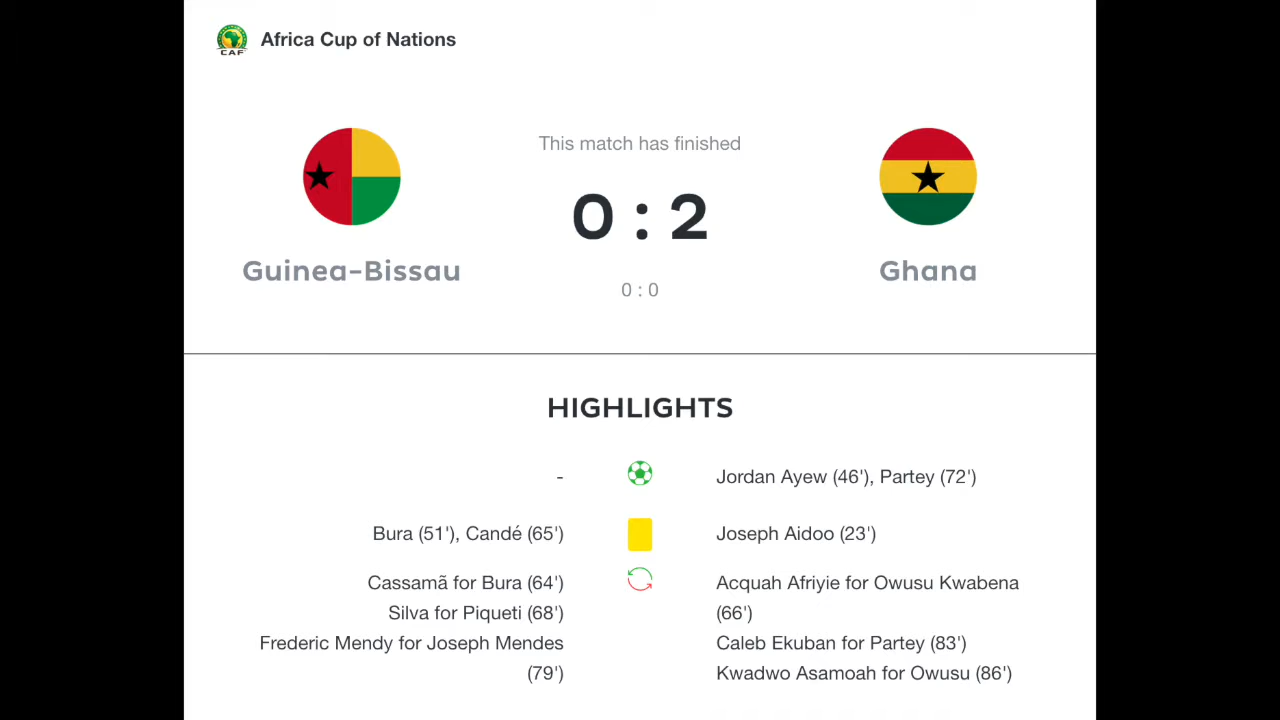 CAF
Africa Cup of Nations
This match has finished
0 : 2
Guinea-Bissau
Ghana
0 : 0
HIGHLIGHTS
-
Jordan Ayew (46'), Partey (72')
Bura (51'), Candé (65')
Joseph Aidoo (23')
Cassamã for Bura (64')
Silva for Piqueti (68')
Frederic Mendy for Joseph Mendes
(79')
Acquah Afriyie for Owusu Kwabena
(66')
Caleb Ekuban for Partey (83')
Kwadwo Asamoah for Owusu (86')